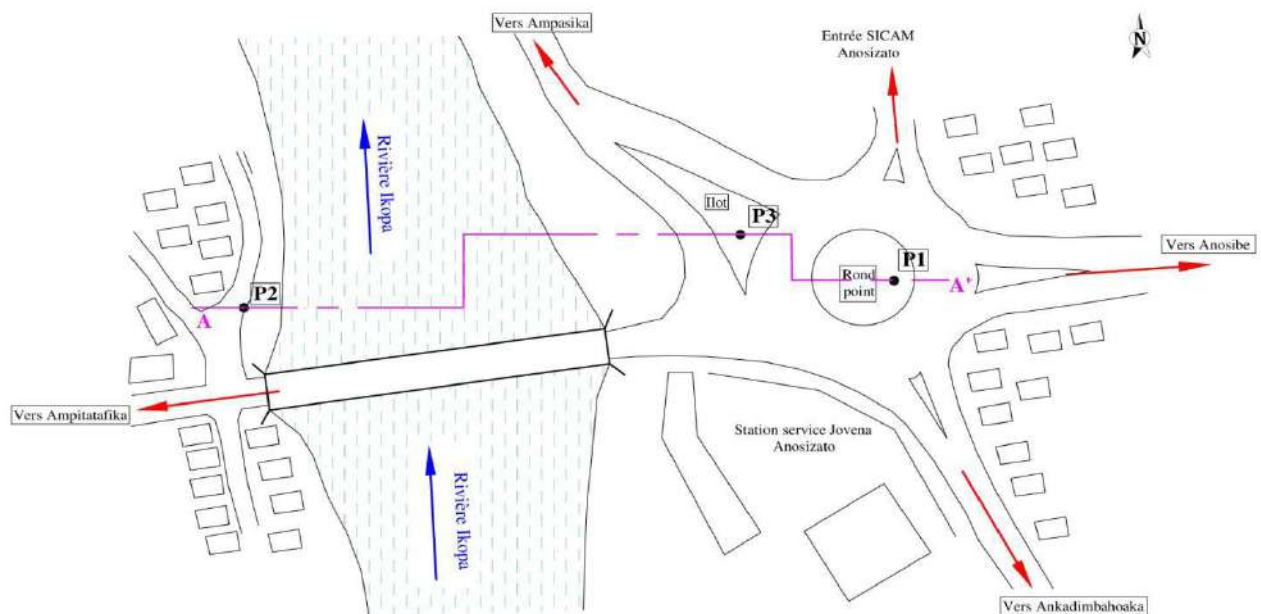 Vers Ampasika
Entrée SICAM
Anosizato
N
Rivière Ikopa
Ilot
P3
Vers Anosibe
P1
Rond
point
A'
P2
A
Vers Ampitatafika
Station service Jovena
Anosizato
Rivière Ikopa
Vers Ankadimbahoaka